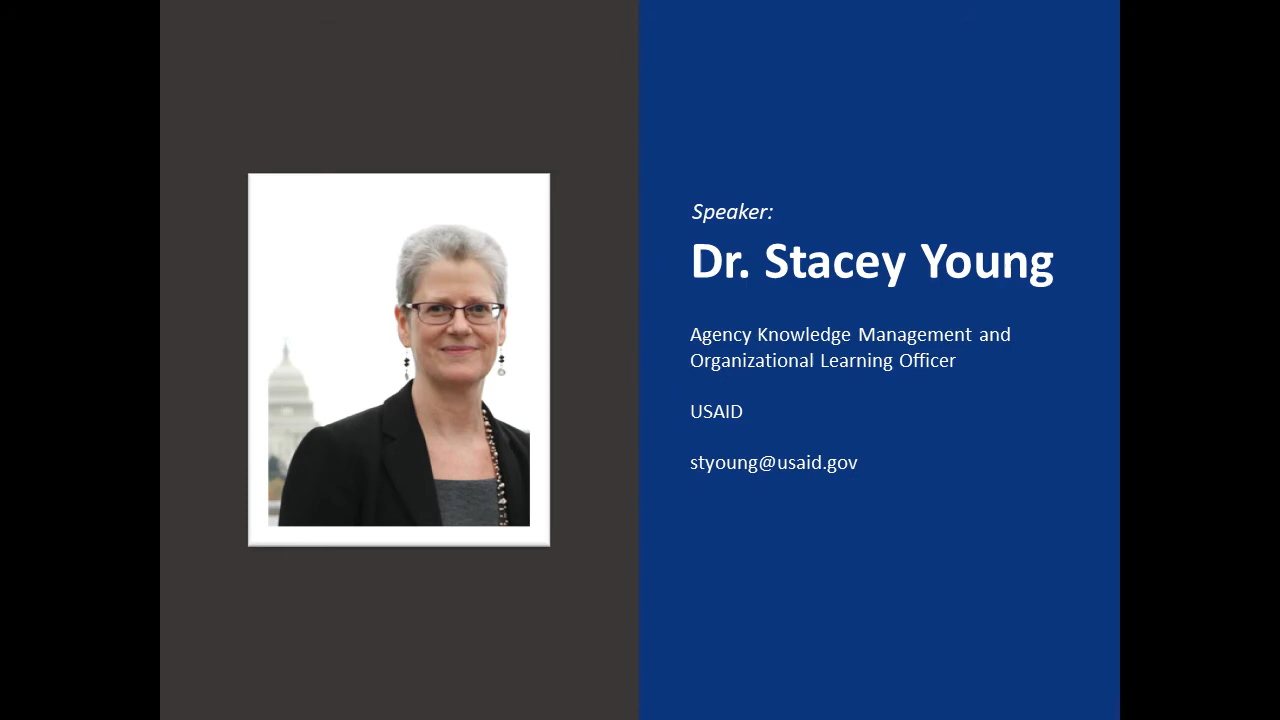 Speaker:
Dr. Stacey Young
Agency Knowledge Management and
Organizational Learning Officer
USAID
styoung@usaid.gov